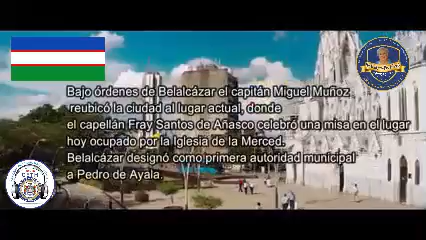 Bajo órdenes de Belalcázar el capitán Miguel Muñoz
reubicó la ciudad al lugar actual, donde
el capellán Fray Santos de Añasco celebró una misa en el lugar
hoy ocupado por la Iglesia de la Merced.
Belalcázar designó como primera autoridad municipal
a Pedro de Ayala.